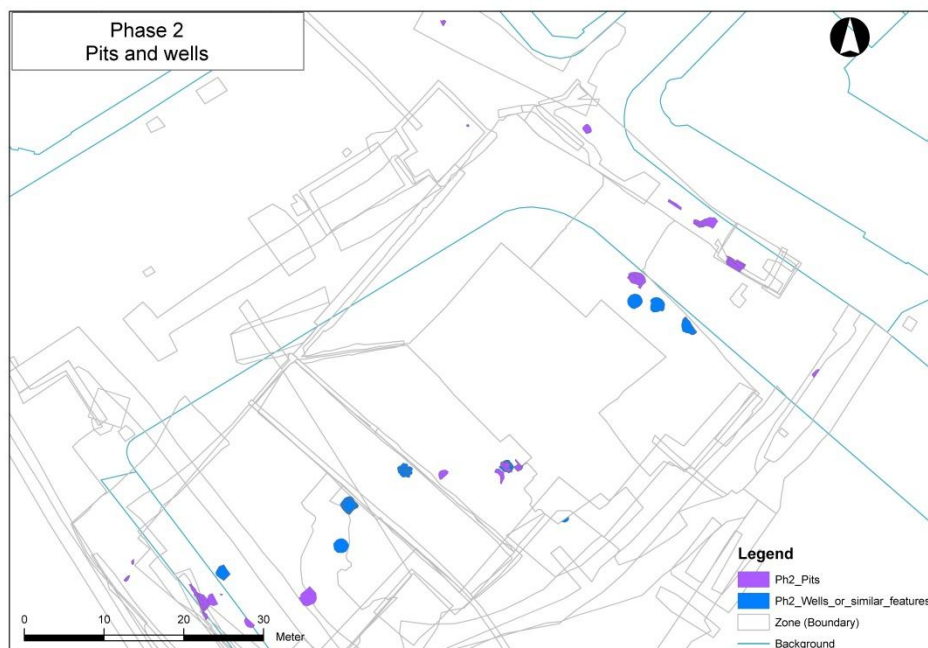 Phase 2
Pits and wells
Legend
Ph2_Pits
Ph2_Wells_or_similar_features
Zone (Boundary)
Background
0 10 20 30
Meter